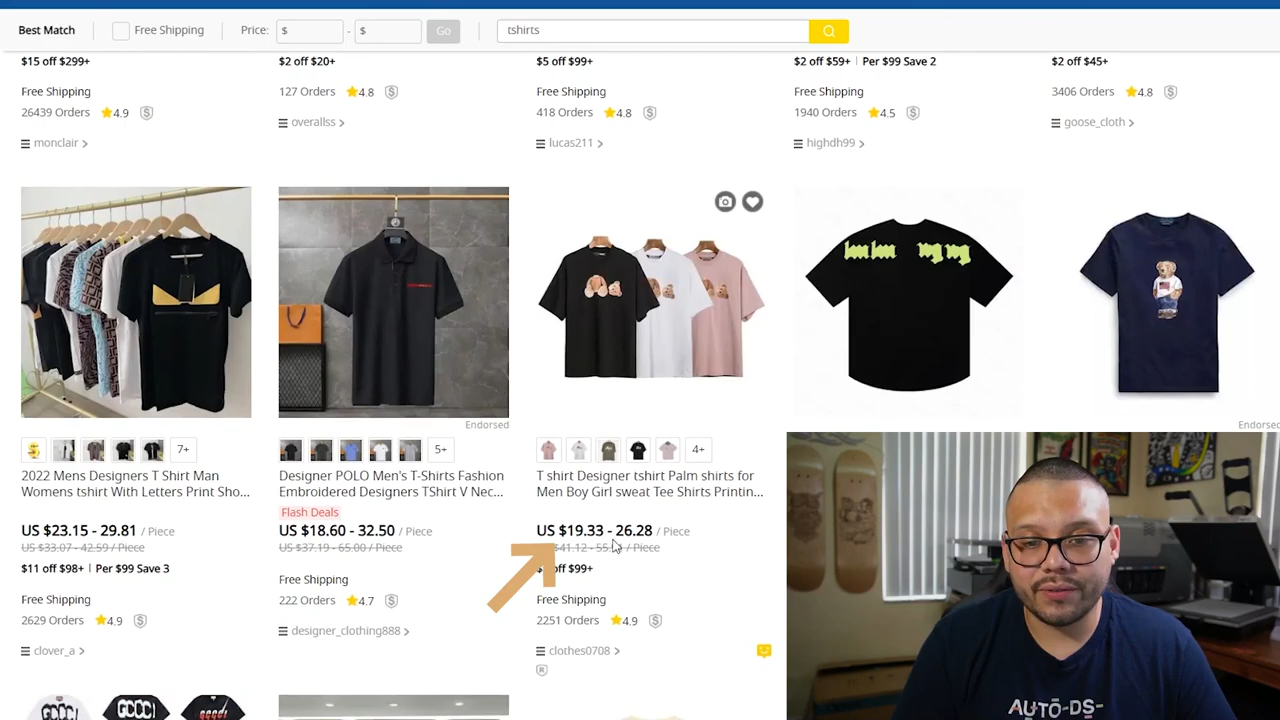 Best Match
Free Shipping
Price:
$
-
$
Go
tshirts
$15 off $299+
Free Shipping
26439 Orders 4.9
monclair
$2 off $20+
127 Orders 4.8
overallss
$5 off $99+
Free Shipping
418 Orders 4.8
lucas211
$2 off $59+ Per $99 Save 2
Free Shipping
1940 Orders 4.5
highdh99
$2 off $45+
3406 Orders 4.8
goose_cloth
7+
2022 Mens Designers T Shirt Man
Womens tshirt With Letters Print Sho...
US $23.15 - 29.81 / Piece
US $33.07 - 42.59 / Piece
$11 off $98+ Per $99 Save 3
Free Shipping
2629 Orders 4.9
clover_a
Endorsed
5+
Designer POLO Men's T-Shirts Fashion
Embroidered Designers TShirt V Nec...
Flash Deals
US $18.60 - 32.50 / Piece
US $37.19 - 65.00 / Piece
Free Shipping
222 Orders 4.7
designer_clothing888
4+
T shirt Designer tshirt Palm shirts for
Men Boy Girl sweat Tee Shirts Printin...
US $19.33 - 26.28 / Piece
$41.12 - / Piece
off $99+
Free Shipping
2251 Orders 4.9
clothes0708
R
Endorsed
AUTO-DS-